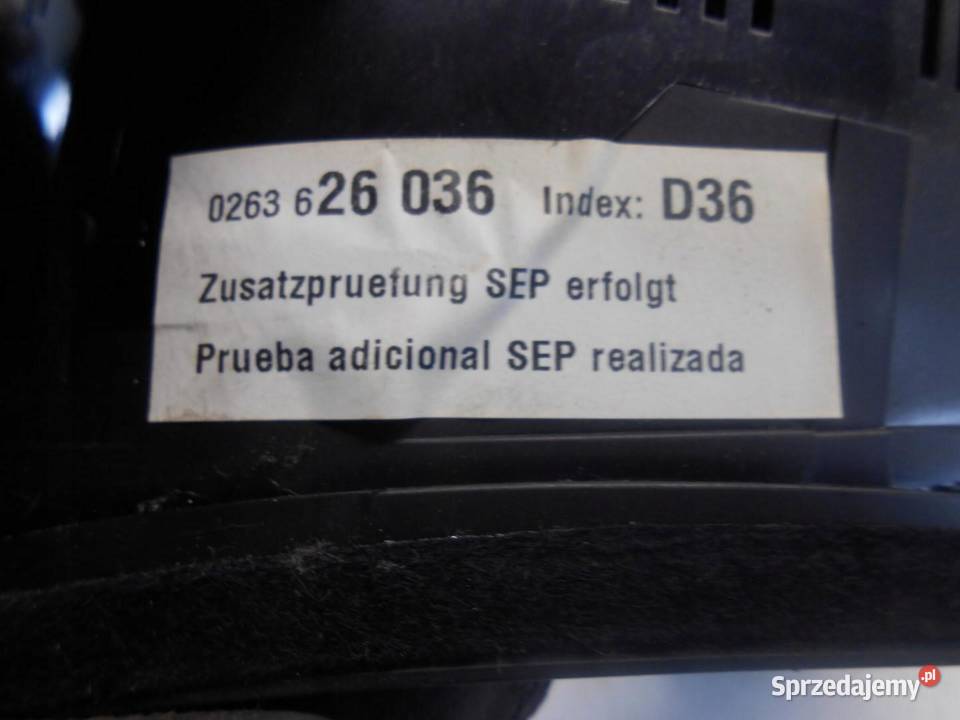 0263 626 036 Index: D36
Zusatzpruefung SEP erfolgt
Prueba adicional SEP realizada
Sprzedajemy.pl